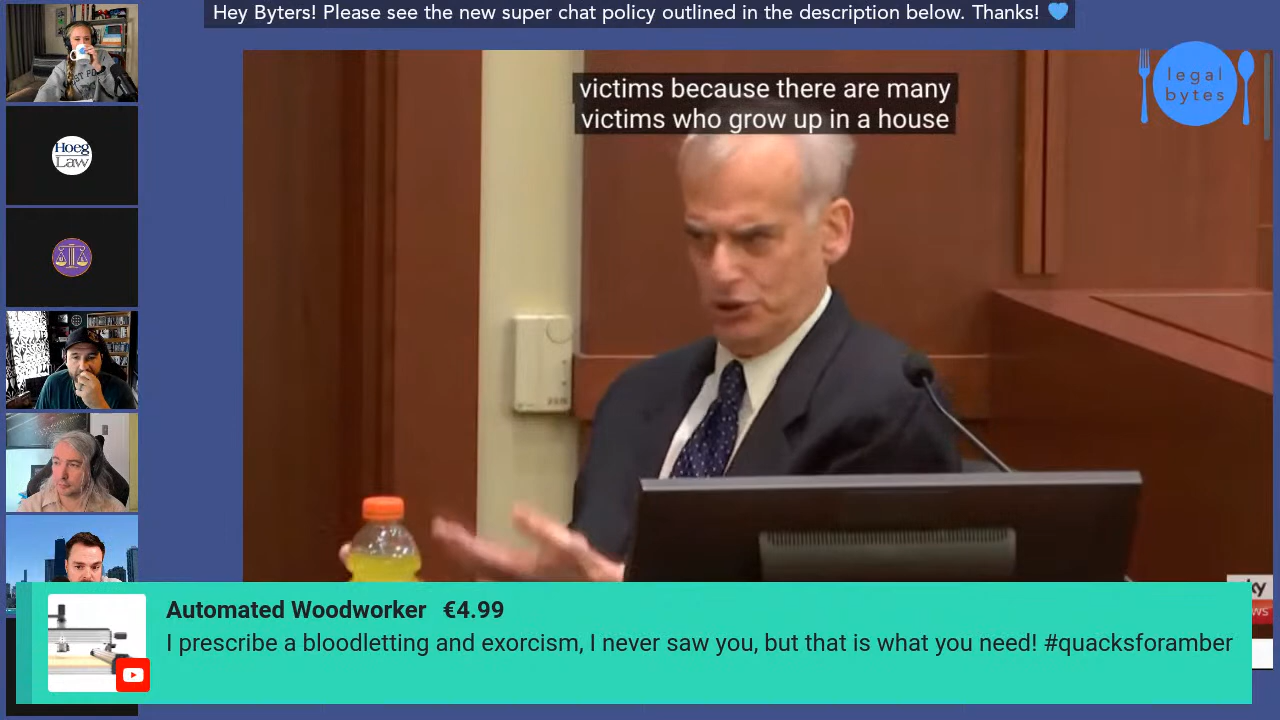 Hey Byters! Please see the new super chat policy outlined in the description below. Thanks!
legal
bytes
victims because there are many
victims who grow up in a house
Hoeg
Law
Automated Woodworker €4.99
I prescribe a bloodletting and exorcism, I never saw you, but that is what you need! #quacksforamber